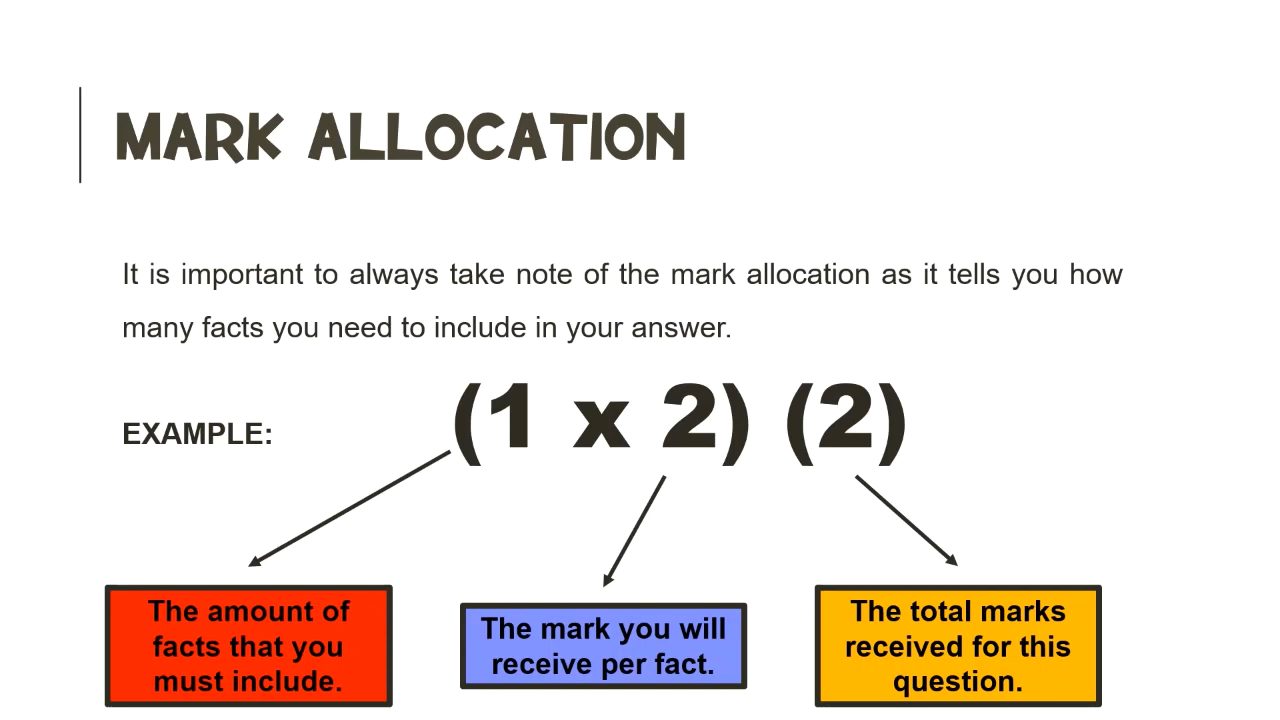 MARK ALLOCATION
It is important to always take note of the mark allocation as it tells you how
many facts you need to include in your answer.
EXAMPLE: (1 x 2) (2)
The amount of
facts that you
must include.
The mark you will
receive per fact.
The total marks
received for this
question.